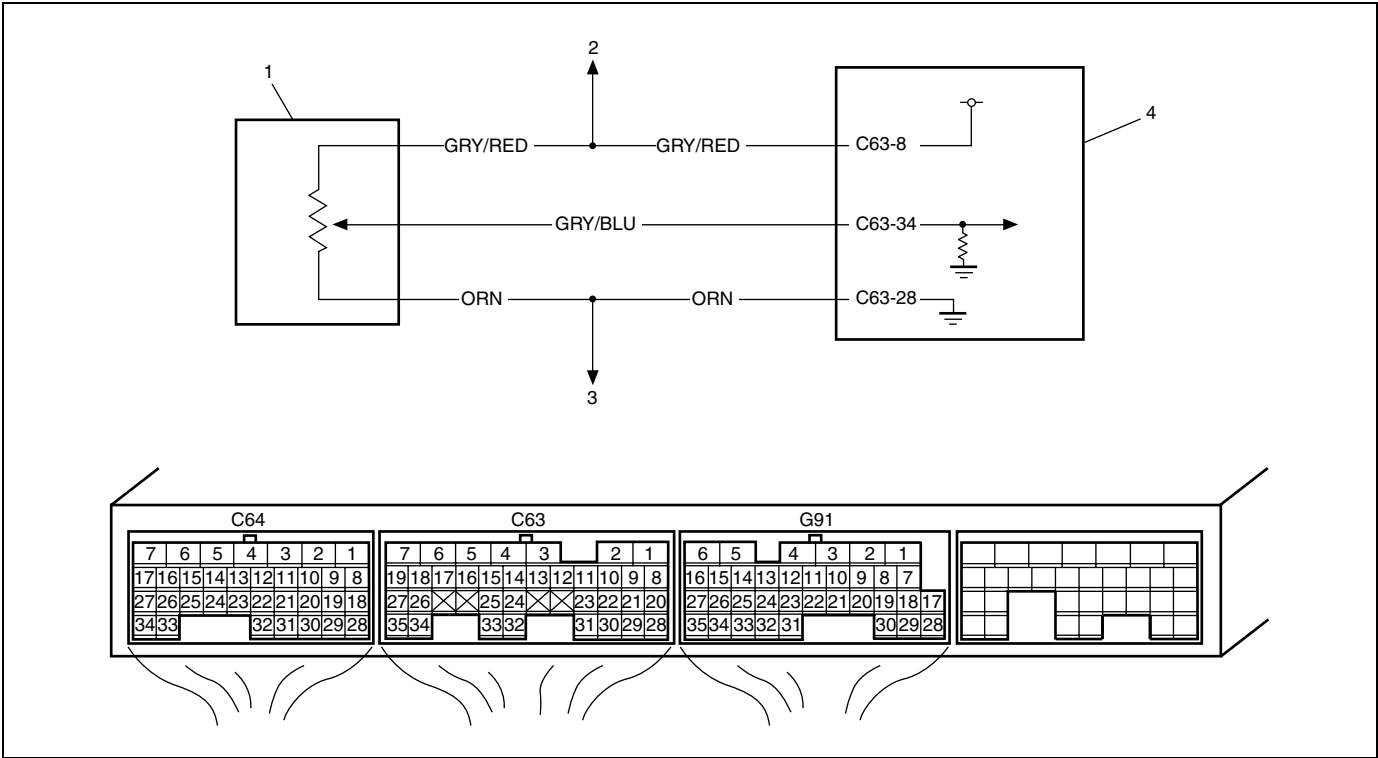 2
1
4
GRY/RED GRY/RED C63-8
GRY/BLU C63-34
ORN ORN C63-28
3
C64 C63 G91
7 6 5 4 3 2 1 7 6 5 4 3 2 1 6 5 4 3 2 1
17 16 15 14 13 12 11 10 9 8 19 18 17 16 15 14 13 12 11 10 9 8 16 15 14 13 12 11 10 9 8 7
27 26 25 24 23 22 21 20 19 18 27 26 25 24 23 22 21 20 27 26 25 24 23 22 21 20 19 18 17
34 33 32 31 30 29 28 35 34 33 32 31 30 29 28 35 34 33 32 31 30 29 28